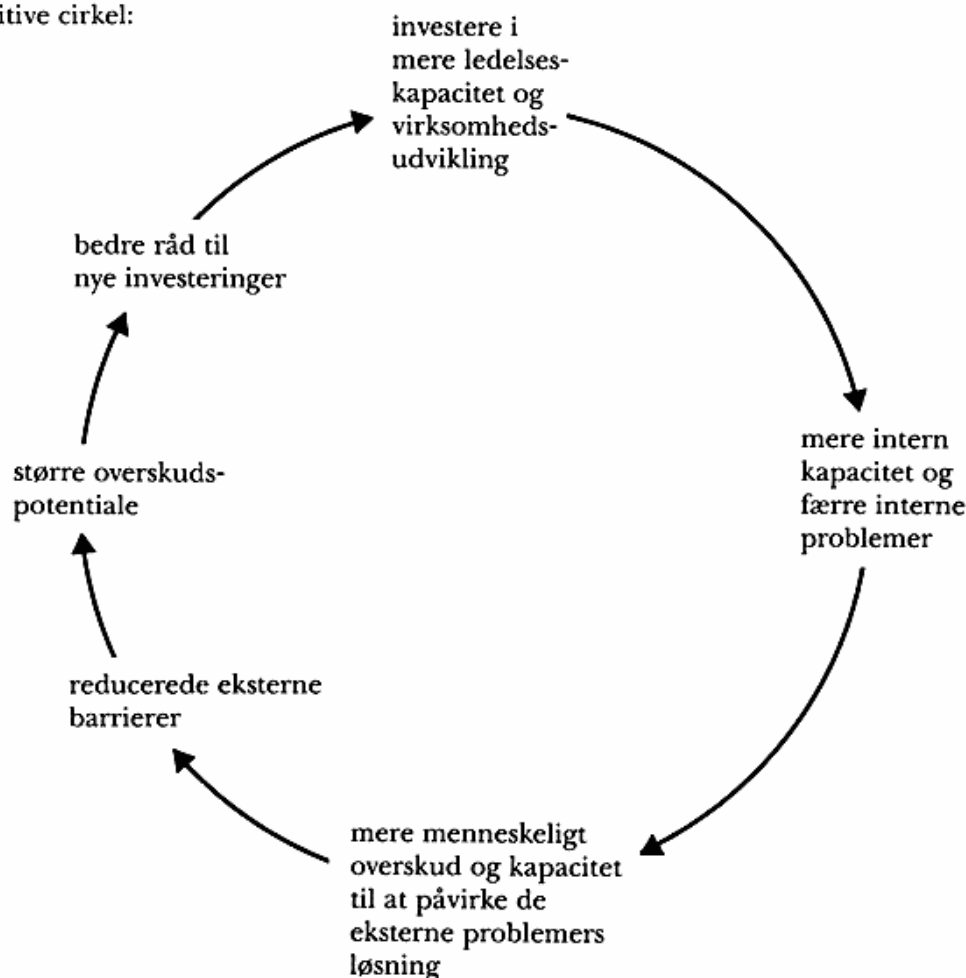 itive cirkel:
investere i
mere ledelses-
kapacitet og
virksomheds-
udvikling
mere intern
kapacitet og
færre interne
problemer
mere menneskeligt
overskud og kapacitet
til at påvirke de
eksterne problemers
løsning
reducerede eksterne
barrierer
større overskuds-
potentiale
bedre råd til
nye investeringer